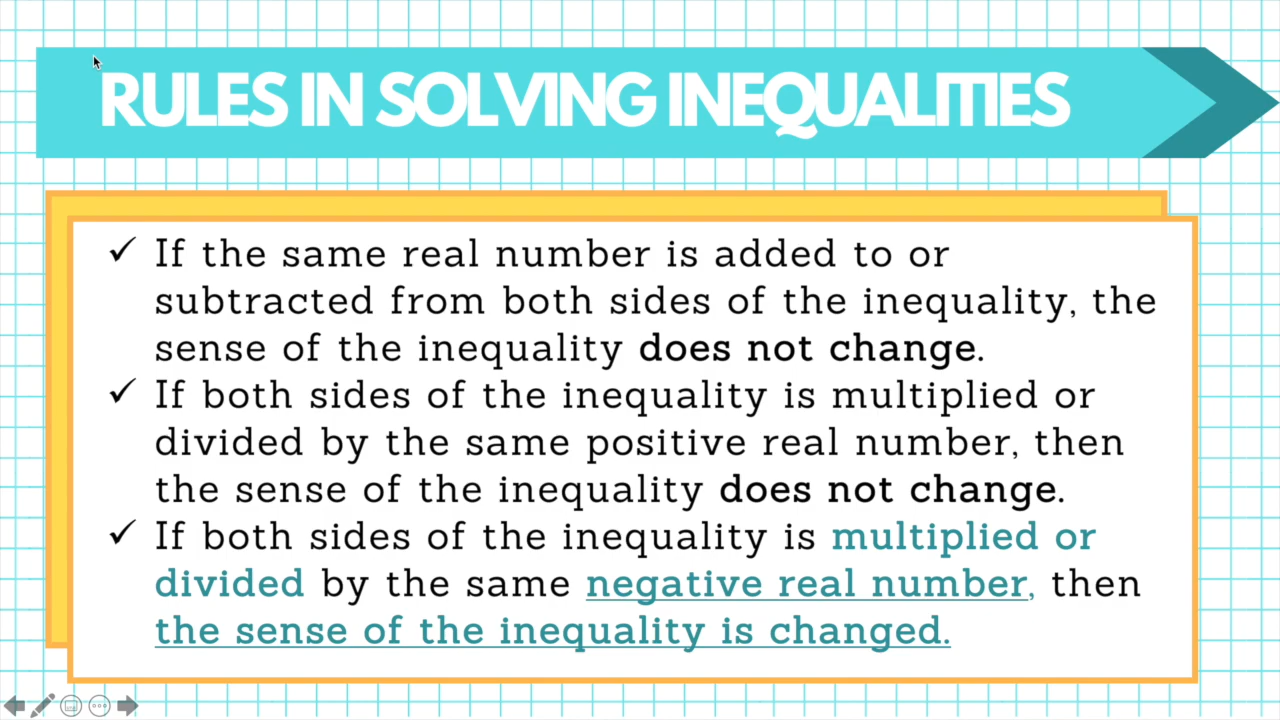 RULES IN SOLVING INEQUALITIES
✓ If the same real number is added to or
subtracted from both sides of the inequality, the
sense of the inequality does not change.
✓ If both sides of the inequality is multiplied or
divided by the same positive real number, then
the sense of the inequality does not change.
✓ If both sides of the inequality is multiplied or
divided by the same negative real number, then
the sense of the inequality is changed.